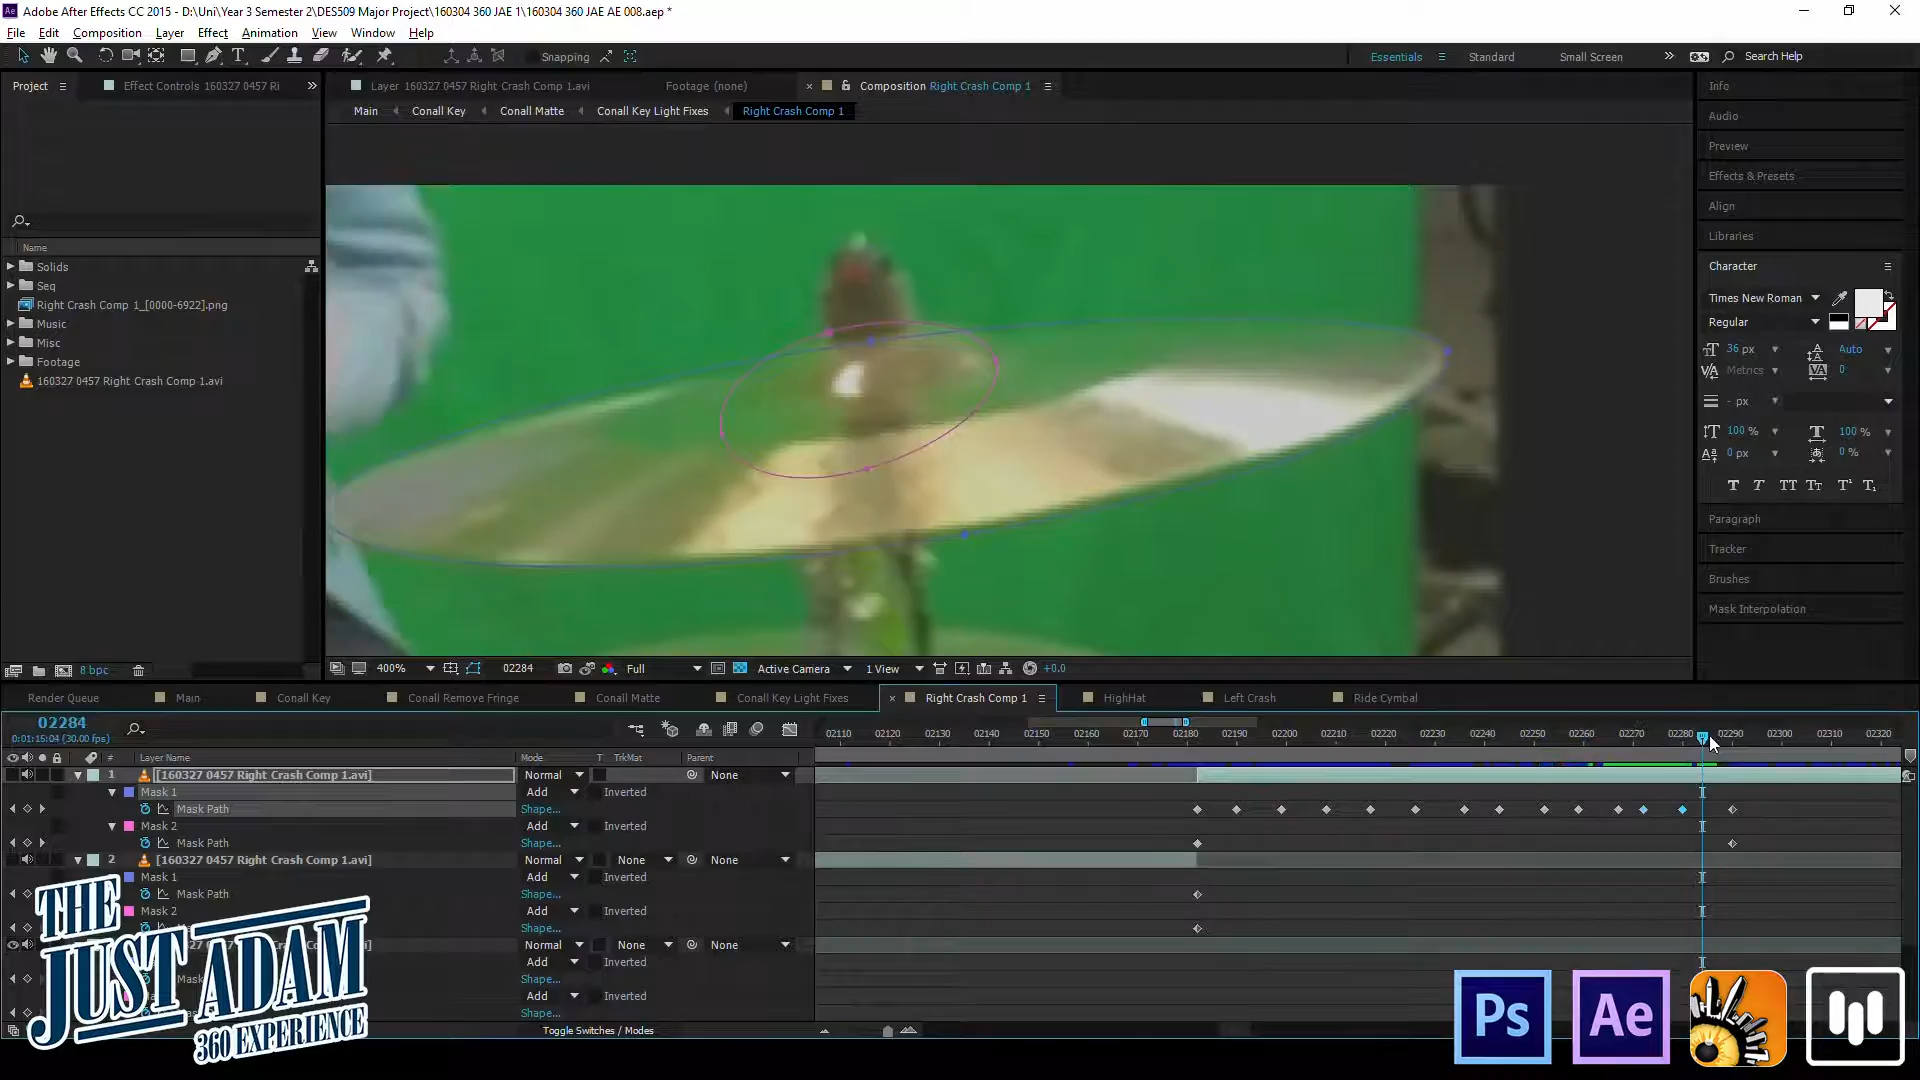 Adobe After Effects CC 2015 - D:\Uni\Year 3 Semester 2\DES509 Major Project\160304 360 JAE 1\160304 360 JAE AE 008.aep *
File Edit Composition Layer Effect Animation View Window Help
Snapping Essentials Standard Small Screen Search Help
Project Effect Controls 160327 0457 Ri Layer 160327 0457 Right Crash Comp 1.avi Footage (none) Composition Right Crash Comp 1
Main Conall Key Conall Matte Conall Key Light Fixes Right Crash Comp 1
Name
Solids
Seq
Right Crash Comp 1_[0000-6922].png
Music
Misc
Footage
160327 0457 Right Crash Comp 1.avi
8 bpc
400% 02284 Full Active Camera 1 View +0.0
Info
Audio
Preview
Effects & Presets
Align
Libraries
Character
Times New Roman
Regular
36 px Auto
Metrics 0
- px
100 % 100 %
0 px 0 %
T T TT Tt T¹ T₁
Paragraph
Tracker
Brushes
Mask Interpolation
Render Queue Main Conall Key Conall Remove Fringe Conall Matte Conall Key Light Fixes Right Crash Comp 1 HighHat Left Crash Ride Cymbal
02284
0:01:15:04 (30.00 fps)
02110 02120 02130 02140 02150 02160 02170 02180 02190 02200 02210 02220 02230 02240 02250 02260 02270 02280 02290 02300 02310 02320
# Layer Name Mode T TrkMat Parent
1 [160327 0457 Right Crash Comp 1.avi] Normal None
Mask 1 Add Inverted
Mask Path Shape...
Mask 2 Add Inverted
Mask Path Shape...
2 [160327 0457 Right Crash Comp 1.avi] Normal None None
Mask 1 Add Inverted
Mask Path Shape...
Mask 2 Add Inverted
Shape...
Crash Comp 1.avi] Normal None None
Add Inverted
Shape...
Add Inverted
Shape...
Toggle Switches / Modes
THE
JUST ADAM
360 EXPERIENCE
Ps Ae